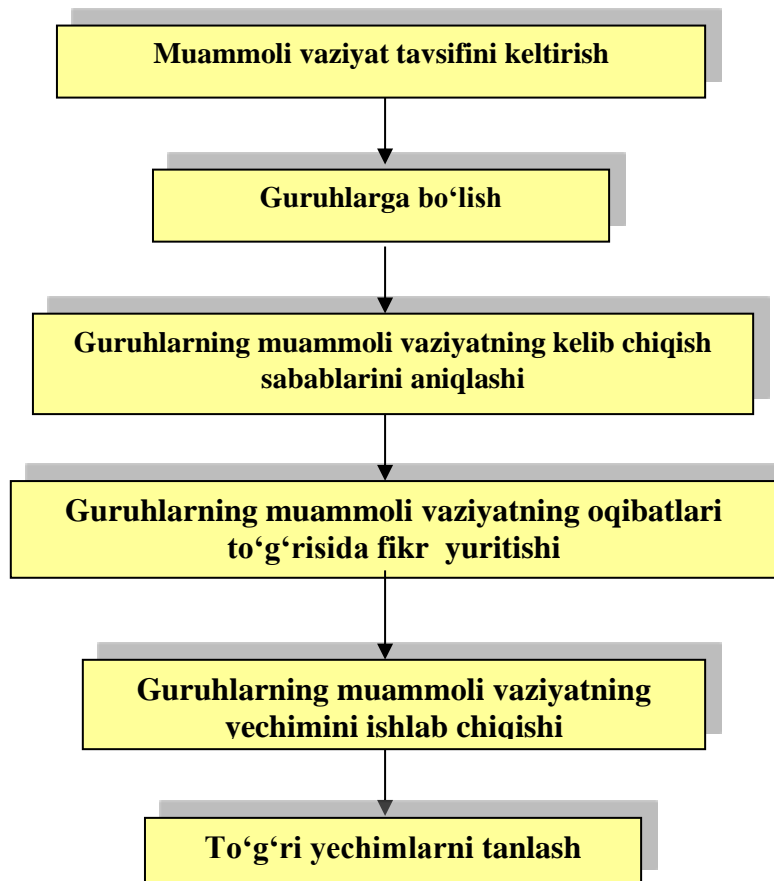 Muammoli vaziyat tavsifini keltirish
Guruhlarga bo‘lish
Guruhlarning muammoli vaziyatning kelib chiqish
sabablarini aniqlashi
Guruhlarning muammoli vaziyatning oqibatlari
to‘g‘risida fikr yuritishi
Guruhlarning muammoli vaziyatning
yechimini ishlab chiqishi
To‘g‘ri yechimlarni tanlash